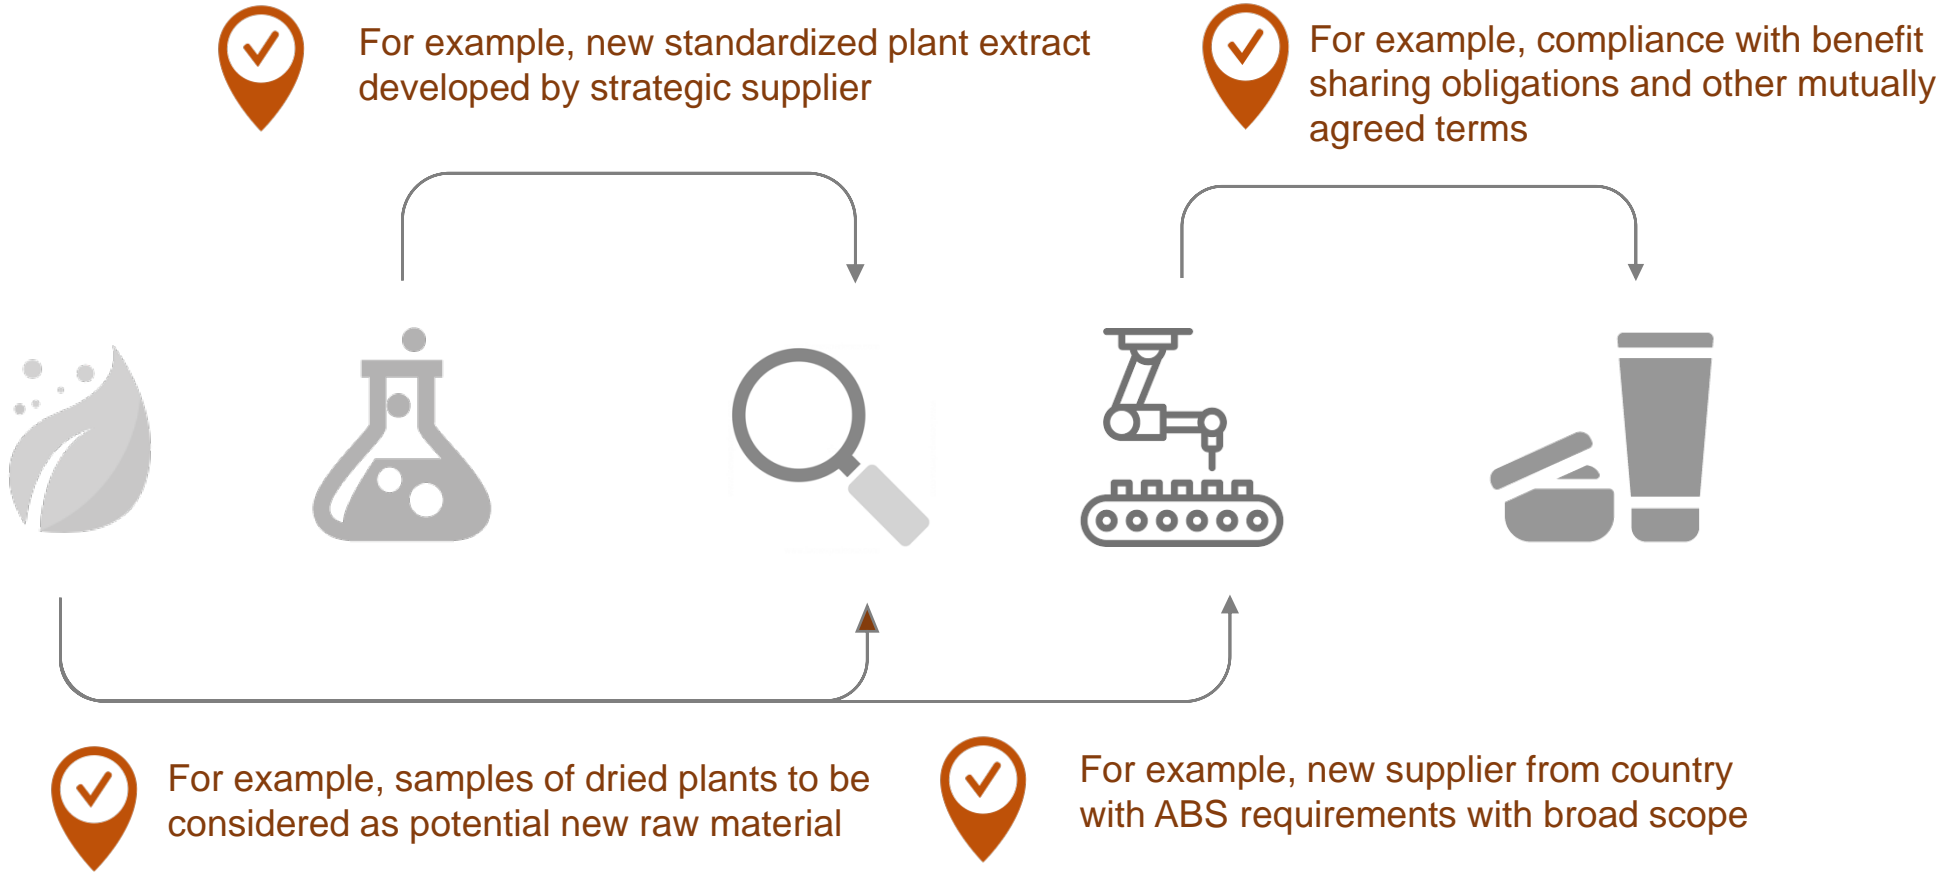 For example, new standardized plant extract
developed by strategic supplier
For example, compliance with benefit
sharing obligations and other mutually
agreed terms
For example, samples of dried plants to be
considered as potential new raw material
For example, new supplier from country
with ABS requirements with broad scope